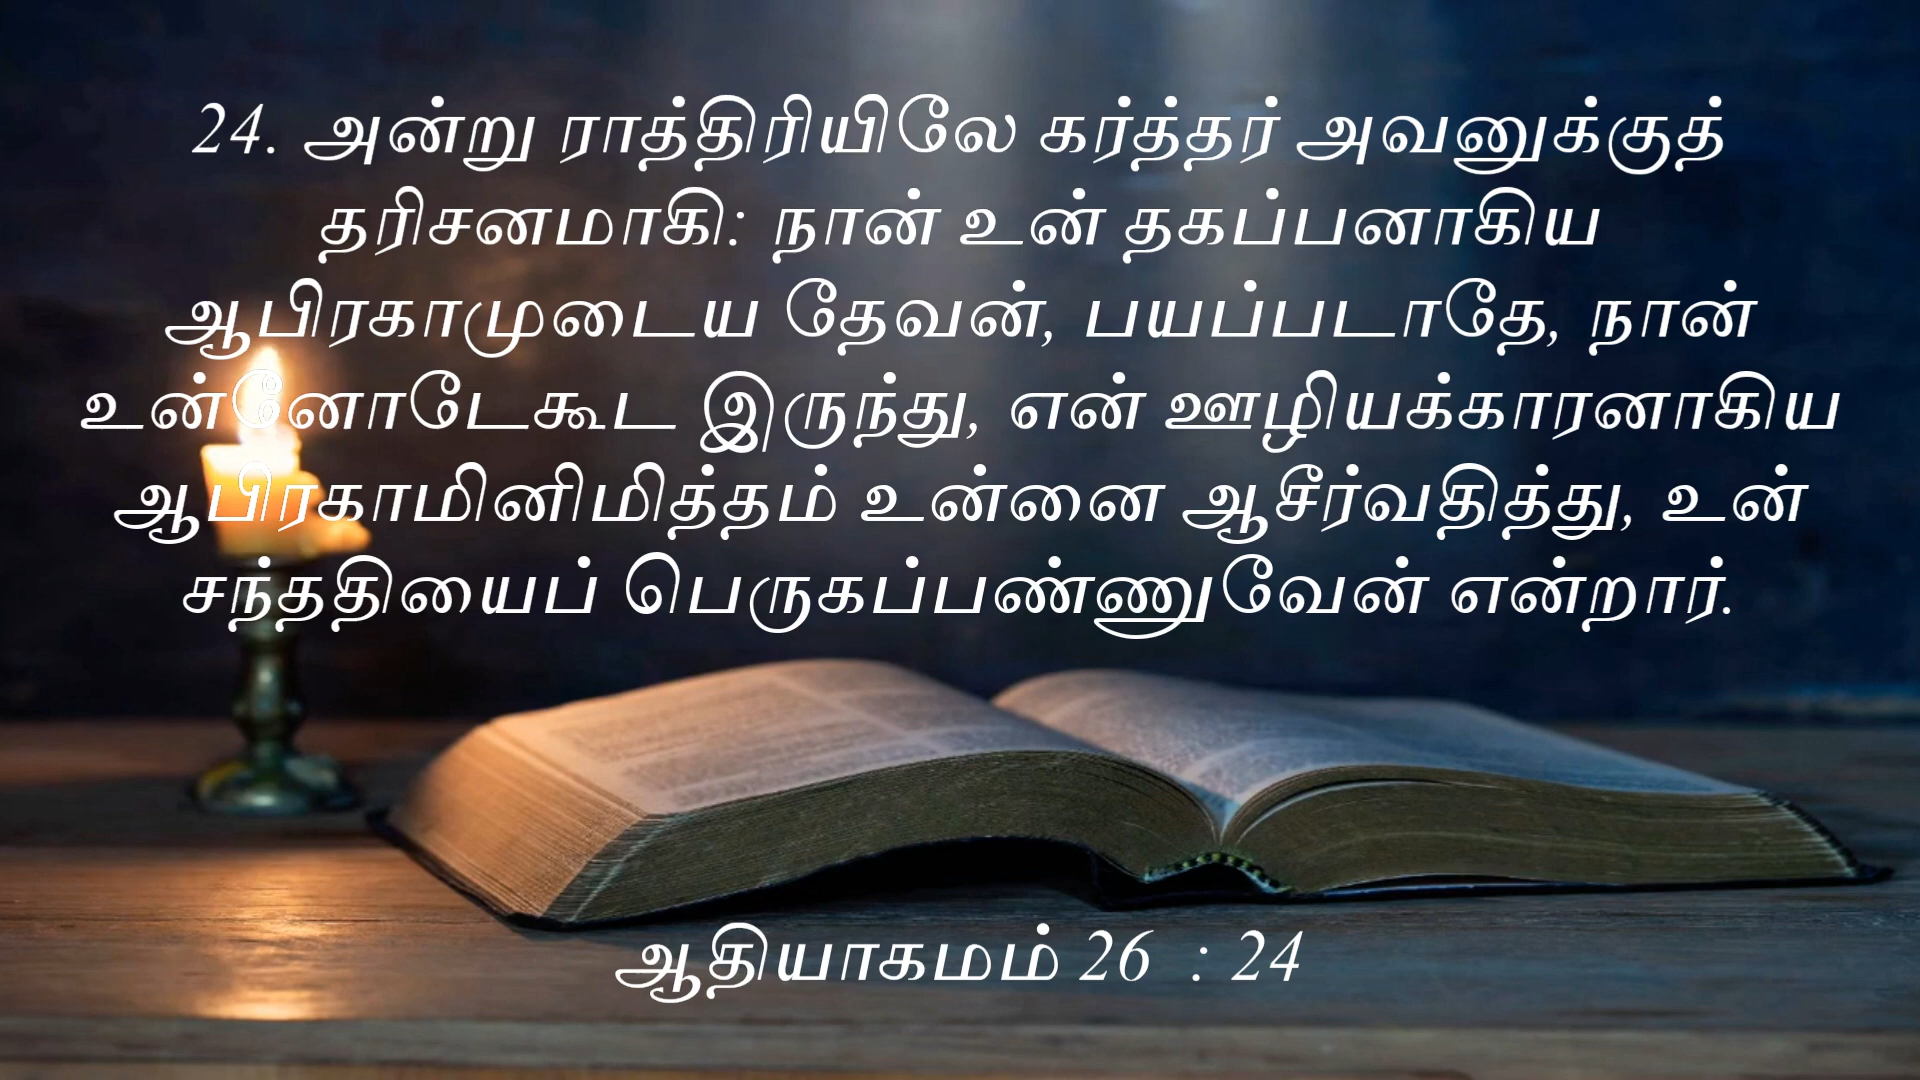 24. அன்று ராத்திரியிலே கர்த்தர் அவனுக்குத்
தரிசனமாகி: நான் உன் தகப்பனாகிய
ஆபிரகாமுடைய தேவன், பயப்படாதே, நான்
உன்னோடேகூட இருந்து, என் ஊழியக்காரனாகிய
ஆபிரகாமினிமித்தம் உன்னை ஆசீர்வதித்து, உன்
சந்ததியைப் பெருகப்பண்ணுவேன் என்றார்.
ஆதியாகமம் 26 : 24